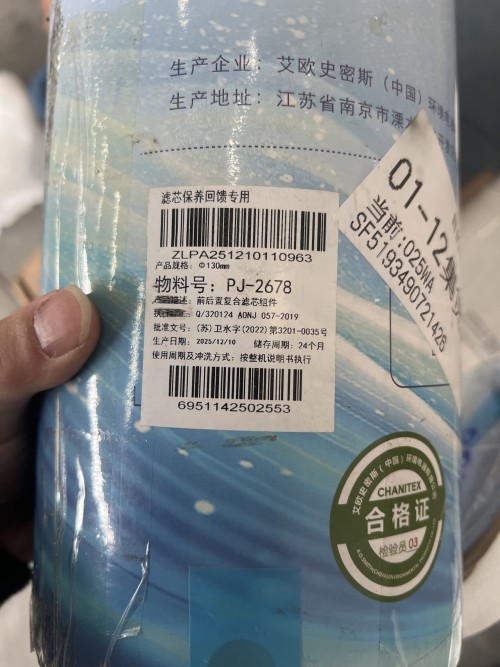 生产企业：艾欧史密斯（中国）环境电器
生产地址：江苏省南京市溧水
滤芯保养回馈专用
ZLPA251210110963
产品规格：Φ130mm
物料号：PJ-2678
产品描述：前后置复合滤芯组件
Q/320124 AONJ 057-2019
批准文号：(苏)卫水字(2022)第3201-0035号
生产日期：2025/12/10 储存周期：24个月
使用周期及冲洗方式：按整机说明书执行
6951142502553
01-12集
当前:025WA
SF5193490721428
艾欧史密斯（中国）环境电器有限公司
CHANITEX
合格证
检验员03